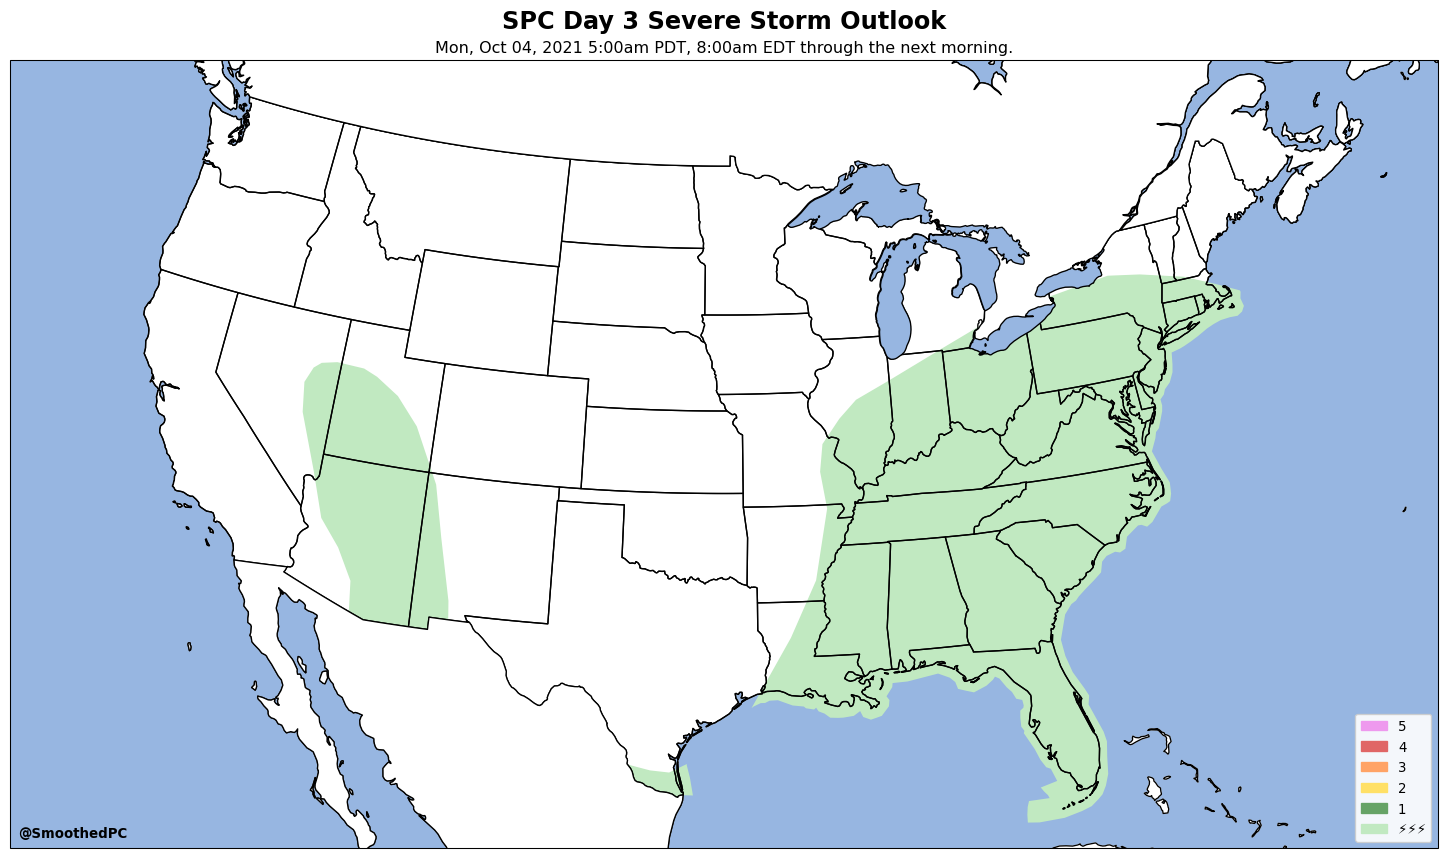 SPC Day 3 Severe Storm Outlook
Mon, Oct 04, 2021 5:00am PDT, 8:00am EDT through the next morning.
5
4
3
2
1
⚡⚡⚡
@SmoothedPC